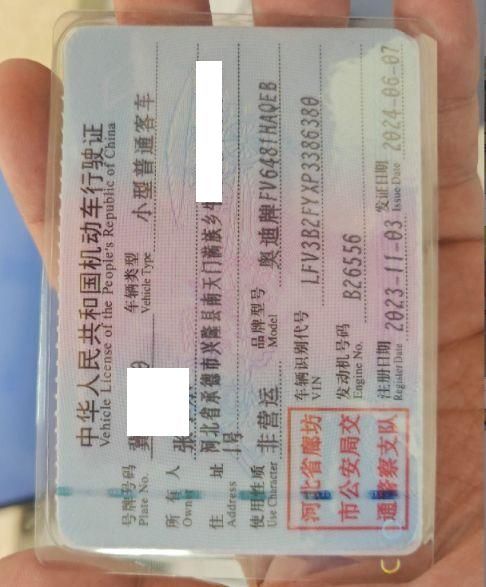 中华人民共和国机动车行驶证
Vehicle License of the People's Republic of China
号牌号码 冀 9 车辆类型 小型普通客车
Plate No. Vehicle Type
所有人 张
Owner
住址 河北省承德市兴隆县南天门满族乡
Address 1号
使用性质 非营运 品牌型号 奥迪牌FV6481HAQEB
Use Character Model
河北省廊坊市公安局交通警察支队
车辆识别代号 LFV3B2FYXP3386380
VIN
发动机号码 B26556
Engine No.
注册日期 2023-11-03 发证日期 2024-06-07
Register Date Issue Date